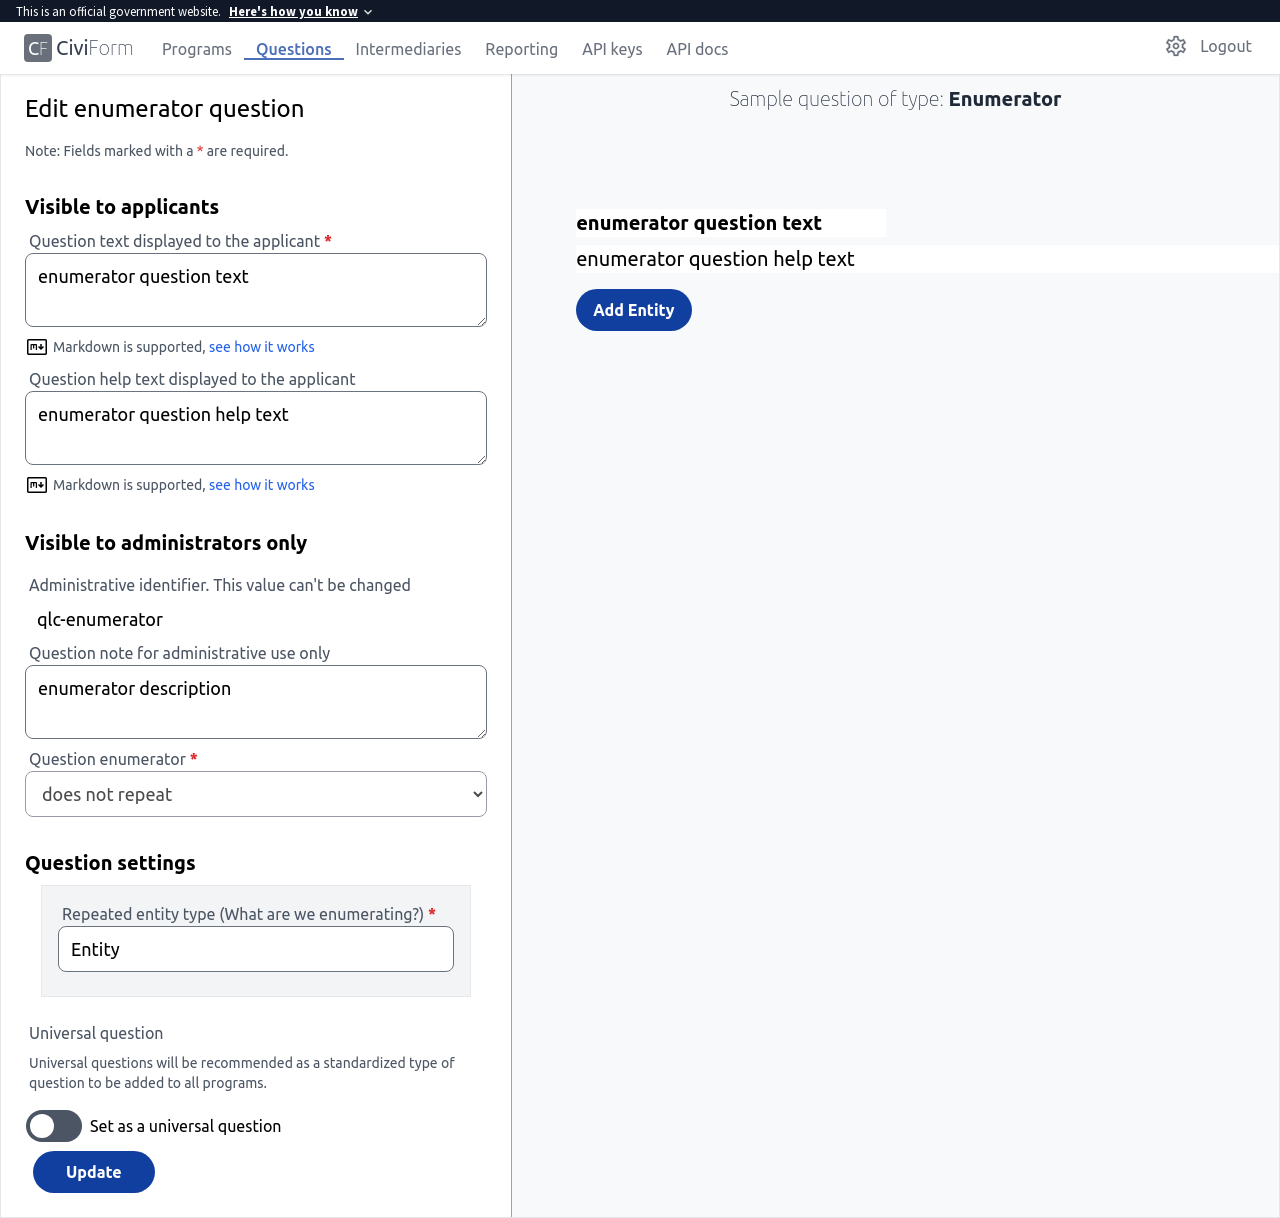 This is an official government website. Here's how you know
CF CiviForm Programs Questions Intermediaries Reporting API keys API docs Logout
Edit enumerator question
Note: Fields marked with a * are required.
Visible to applicants
Question text displayed to the applicant *
enumerator question text
Markdown is supported, see how it works
Question help text displayed to the applicant
enumerator question help text
Markdown is supported, see how it works
Visible to administrators only
Administrative identifier. This value can't be changed
qlc-enumerator
Question note for administrative use only
enumerator description
Question enumerator *
does not repeat
Question settings
Repeated entity type (What are we enumerating?) *
Entity
Universal question
Universal questions will be recommended as a standardized type of
question to be added to all programs.
Set as a universal question
Update
Sample question of type: Enumerator
enumerator question text
enumerator question help text
Add Entity